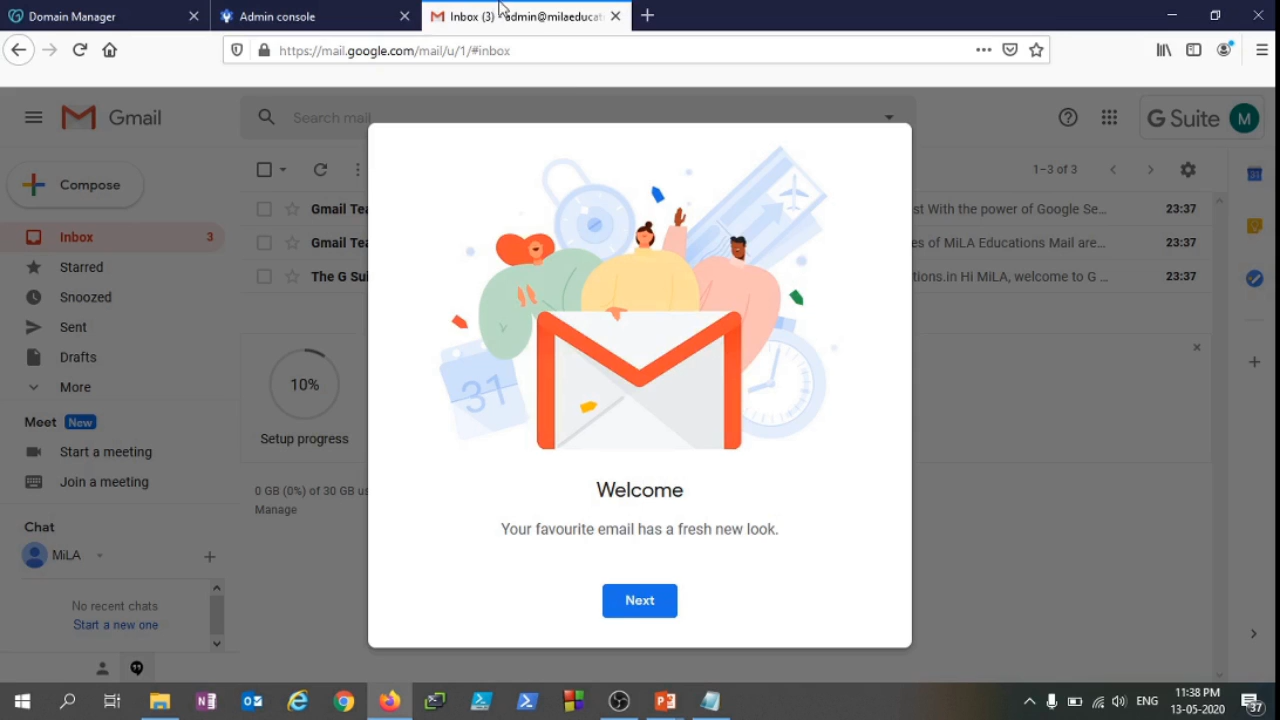 Domain Manager
Admin console
Inbox (3) - admin@milaeducati
https://mail.google.com/mail/u/1/#inbox
Gmail
Search mail
G Suite M
Compose
1–3 of 3
31
Inbox 3
Gmail Tea
st With the power of Google Se... 23:37
Starred
Gmail Tea
es of MiLA Educations Mail are... 23:37
Snoozed
The G Sui
tions.in Hi MiLA, welcome to G ... 23:37
Sent
Drafts
More
10%
Setup progress
31
Meet New
Start a meeting
Join a meeting
0 GB (0%) of 30 GB us
Manage
Chat
MiLA
No recent chats
Start a new one
Welcome
Your favourite email has a fresh new look.
Next
ENG
11:38 PM
13-05-2020
37